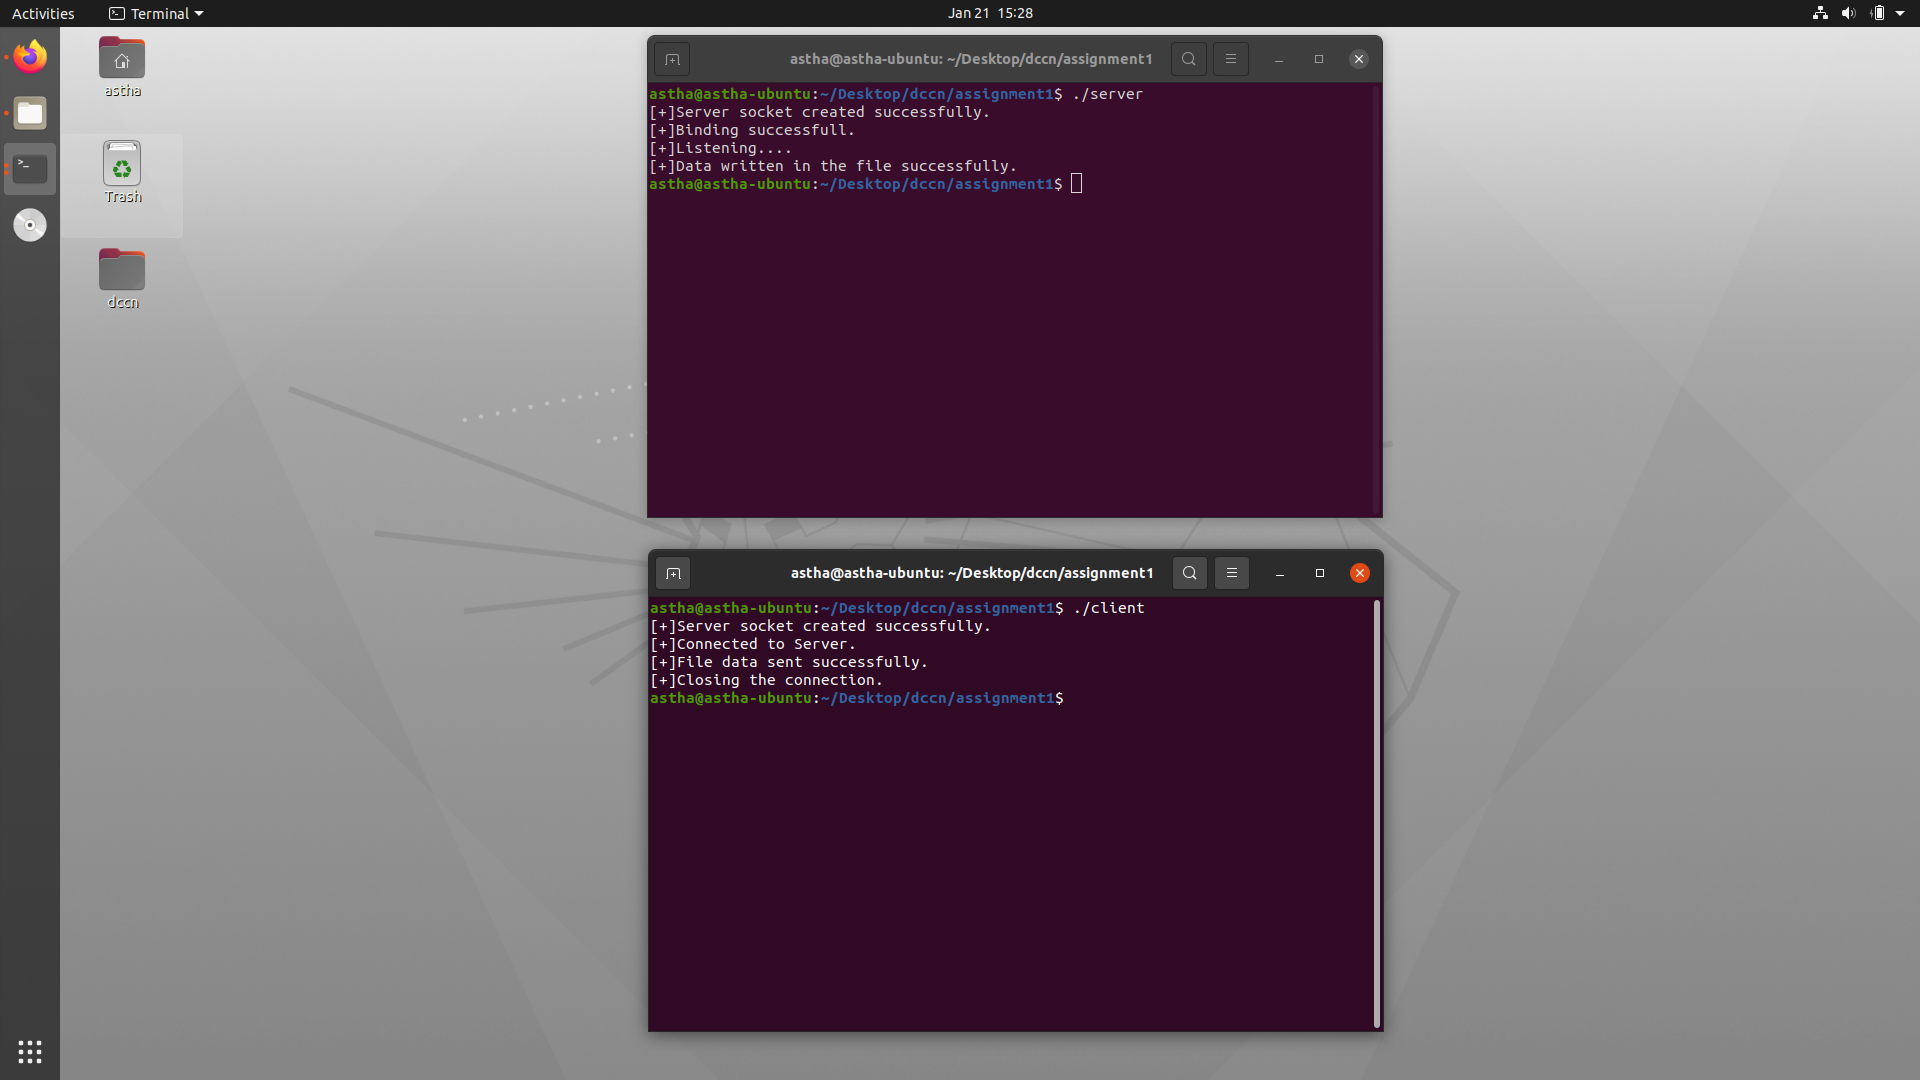 Activities
Terminal
Jan 21 15:28
astha
Trash
dccn
astha@astha-ubuntu: ~/Desktop/dccn/assignment1
astha@astha-ubuntu:~/Desktop/dccn/assignment1$ ./server
[+]Server socket created successfully.
[+]Binding successfull.
[+]Listening....
[+]Data written in the file successfully.
astha@astha-ubuntu:~/Desktop/dccn/assignment1$
astha@astha-ubuntu: ~/Desktop/dccn/assignment1
astha@astha-ubuntu:~/Desktop/dccn/assignment1$ ./client
[+]Server socket created successfully.
[+]Connected to Server.
[+]File data sent successfully.
[+]Closing the connection.
astha@astha-ubuntu:~/Desktop/dccn/assignment1$